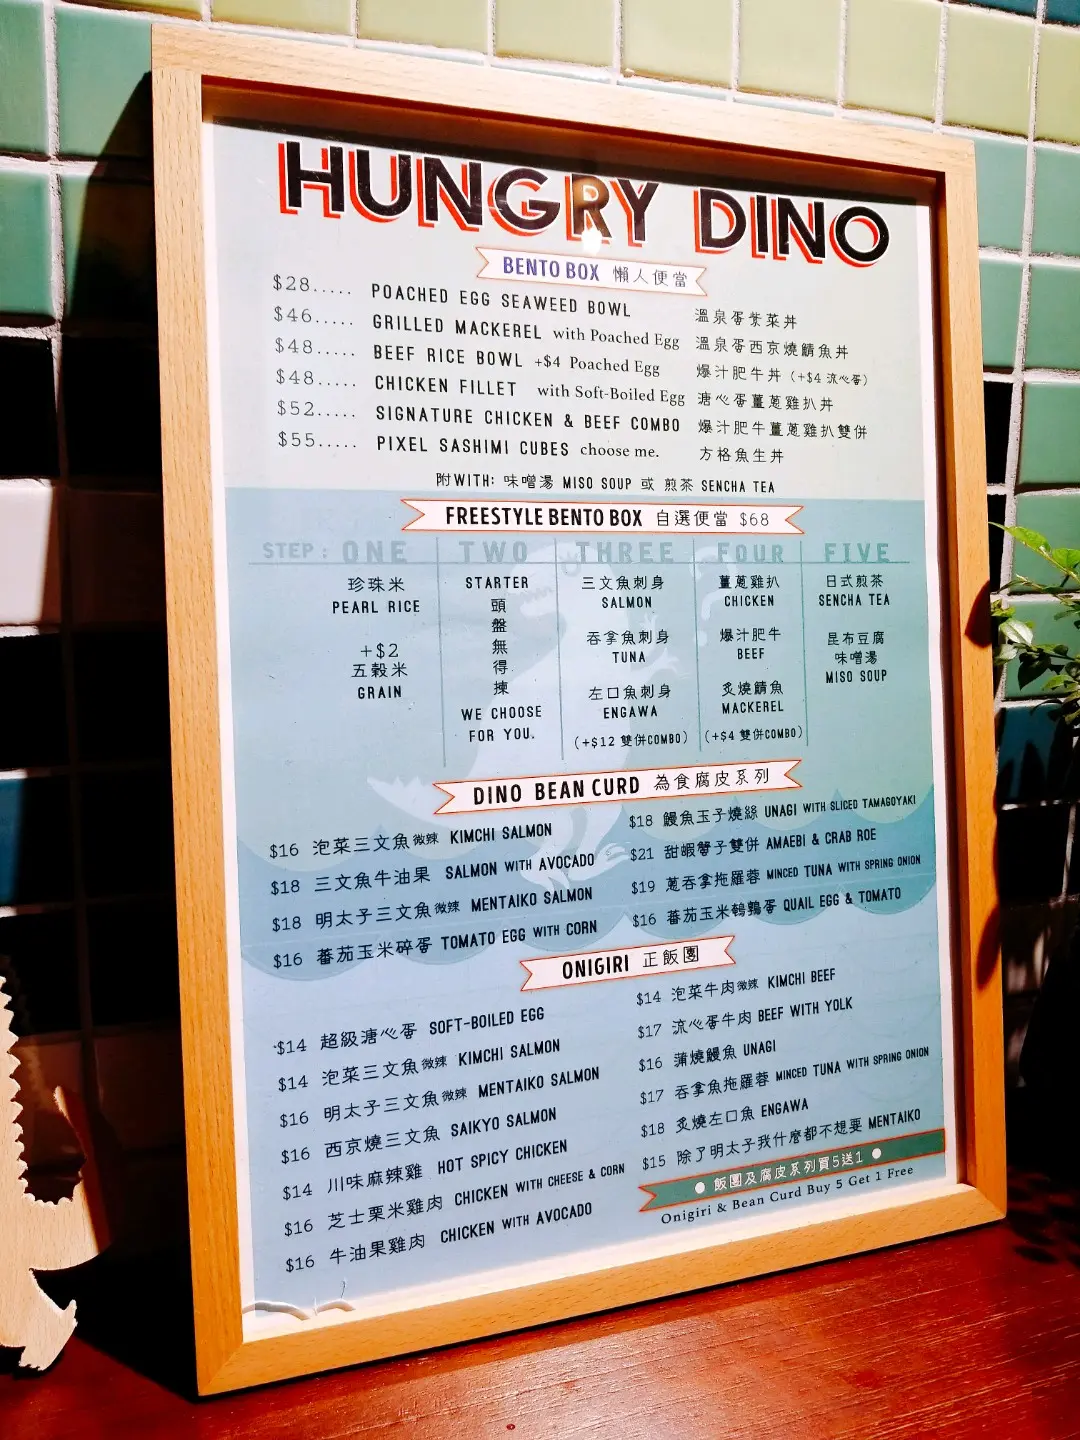 HUNGRY DINO
BENTO BOX 懶人便當
$28..... POACHED EGG SEAWEED BOWL 溫泉蛋紫菜丼
$46..... GRILLED MACKEREL with Poached Egg 溫泉蛋西京燒鯖魚丼
$48..... BEEF RICE BOWL +$4 Poached Egg 爆汁肥牛丼 (+$4 流心蛋)
$48..... CHICKEN FILLET with Soft-Boiled Egg 溏心蛋薑蔥雞扒丼
$52..... SIGNATURE CHICKEN & BEEF COMBO 爆汁肥牛薑蔥雞扒雙併
$55..... PIXEL SASHIMI CUBES choose me. 方格魚生丼
附WITH: 味噌湯 MISO SOUP 或 煎茶 SENCHA TEA
FREESTYLE BENTO BOX 自選便當 $68
STEP: ONE TWO THREE FOUR FIVE
珍珠米
PEARL RICE
+$2
五穀米
GRAIN
STARTER
頭
盤
無
得
揀
WE CHOOSE
FOR YOU.
三文魚刺身
SALMON
吞拿魚刺身
TUNA
左口魚刺身
ENGAWA
(+$12 雙併COMBO)
薑蔥雞扒
CHICKEN
爆汁肥牛
BEEF
炙燒鯖魚
MACKEREL
(+$4 雙併COMBO)
日式煎茶
SENCHA TEA
昆布豆腐
味噌湯
MISO SOUP
DINO BEAN CURD 為食腐皮系列
$16 泡菜三文魚微辣 KIMCHI SALMON
$18 三文魚牛油果 SALMON WITH AVOCADO
$18 明太子三文魚微辣 MENTAIKO SALMON
$16 蕃茄玉米碎蛋 TOMATO EGG WITH CORN
$18 鰻魚玉子燒絲 UNAGI WITH SLICED TAMAGOYAKI
$21 甜蝦蟹子雙併 AMAEBI & CRAB ROE
$19 蔥吞拿拖羅蓉 MINCED TUNA WITH SPRING ONION
$16 蕃茄玉米鵪鶉蛋 QUAIL EGG & TOMATO
ONIGIRI 正飯團
$14 超級溏心蛋 SOFT-BOILED EGG
$14 泡菜三文魚微辣 KIMCHI SALMON
$16 明太子三文魚微辣 MENTAIKO SALMON
$16 西京燒三文魚 SAIKYO SALMON
$14 川味麻辣雞 HOT SPICY CHICKEN
$16 芝士粟米雞肉 CHICKEN WITH CHEESE & CORN
$16 牛油果雞肉 CHICKEN WITH AVOCADO
$14 泡菜牛肉微辣 KIMCHI BEEF
$17 流心蛋牛肉 BEEF WITH YOLK
$16 蒲燒鰻魚 UNAGI
$17 吞拿魚拖羅蓉 MINCED TUNA WITH SPRING ONION
$18 炙燒左口魚 ENGAWA
$15 除了明太子我什麼都不想要 MENTAIKO
● 飯團及腐皮系列買5送1 ●
Onigiri & Bean Curd Buy 5 Get 1 Free